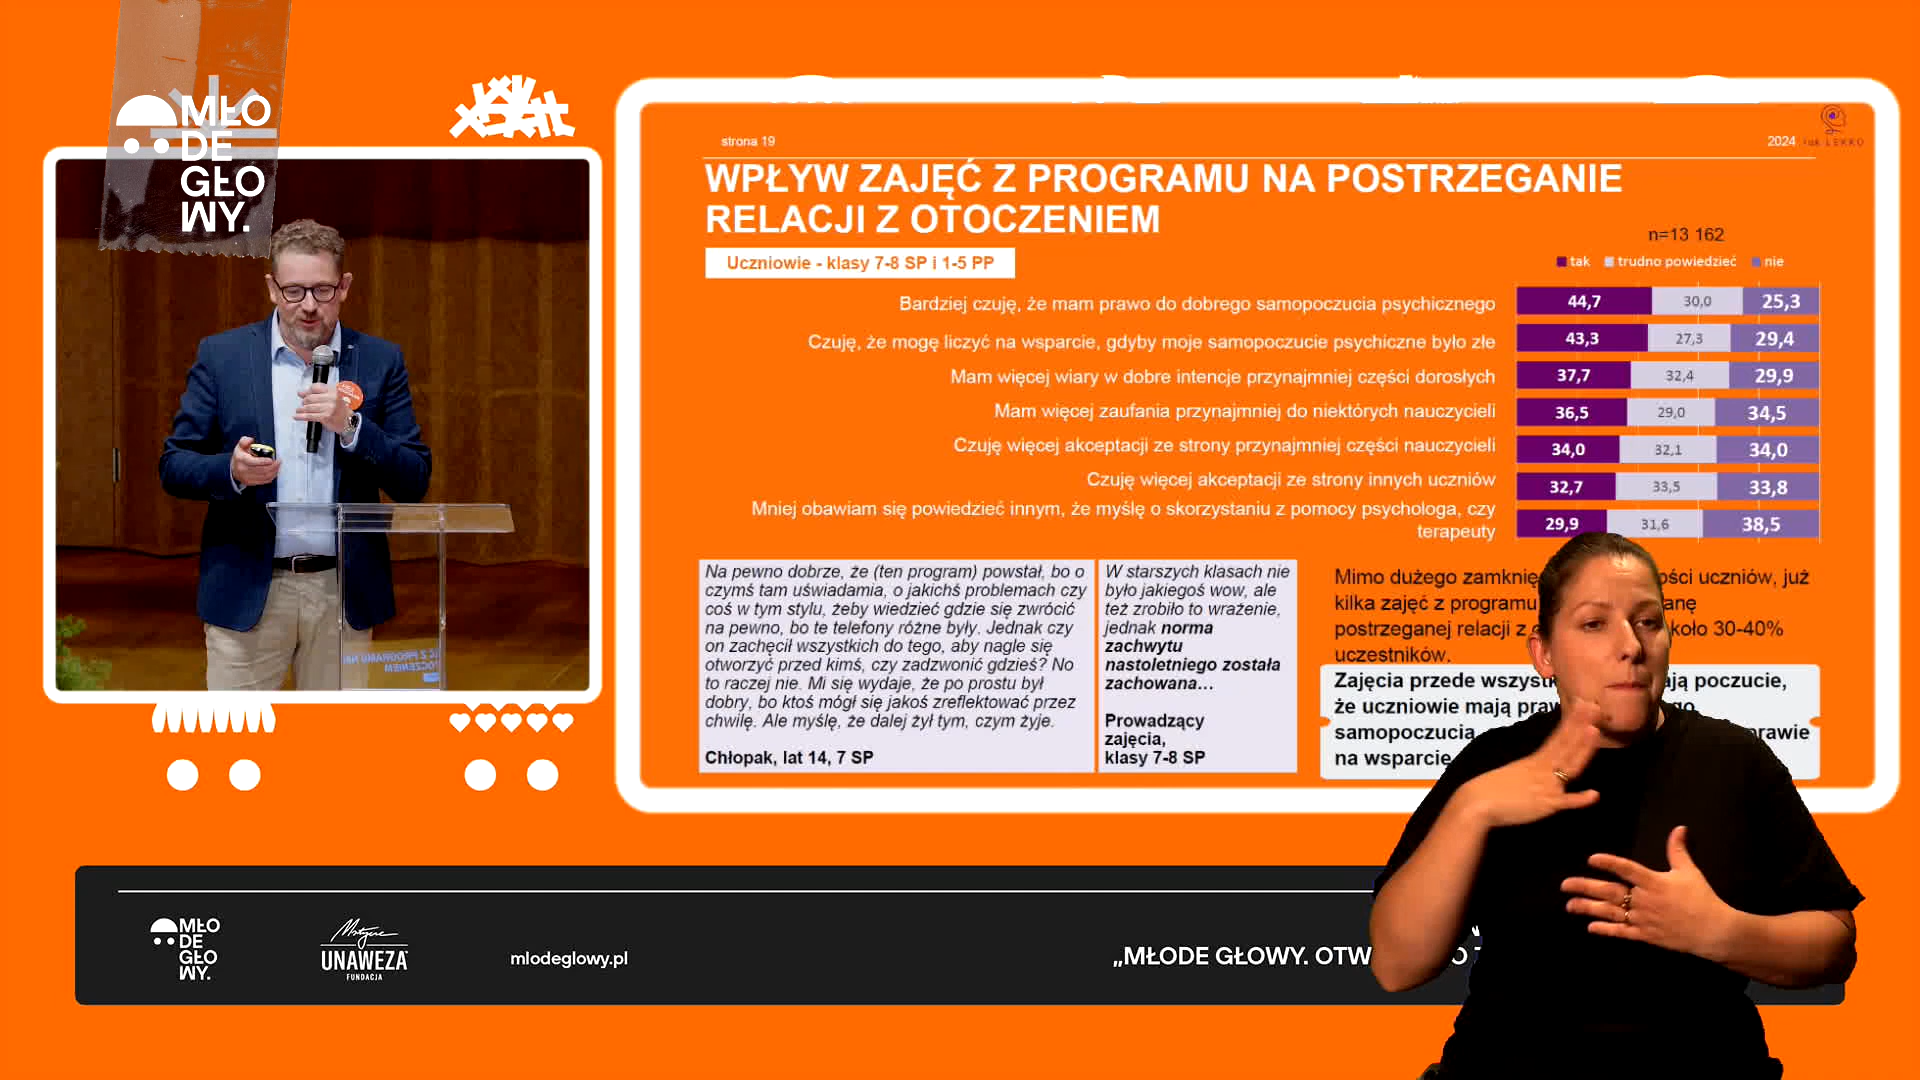 MŁO
DE
GŁO
WY.
strona 19
2024
WPŁYW ZAJĘĆ Z PROGRAMU NA POSTRZEGANIE
RELACJI Z OTOCZENIEM
n=13 162
Uczniowie - klasy 7-8 SP i 1-5 PP
tak trudno powiedzieć nie
Bardziej czuję, że mam prawo do dobrego samopoczucia psychicznego 44,7 30,0 25,3
Czuję, że mogę liczyć na wsparcie, gdyby moje samopoczucie psychiczne było złe 43,3 27,3 29,4
Mam więcej wiary w dobre intencje przynajmniej części dorosłych 37,7 32,4 29,9
Mam więcej zaufania przynajmniej do niektórych nauczycieli 36,5 29,0 34,5
Czuję więcej akceptacji ze strony przynajmniej części nauczycieli 34,0 32,1 34,0
Czuję więcej akceptacji ze strony innych uczniów 32,7 33,5 33,8
Mniej obawiam się powiedzieć innym, że myślę o skorzystaniu z pomocy psychologa, czy
terapeuty 29,9 31,6 38,5
Na pewno dobrze, że (ten program) powstał, bo o
czymś tam uświadamia, o jakichś problemach czy
coś w tym stylu, żeby wiedzieć gdzie się zwrócić
na pewno, bo te telefony różne były. Jednak czy
on zachęcił wszystkich do tego, aby nagle się
otworzyć przed kimś, czy zadzwonić gdzieś? No
to raczej nie. Mi się wydaje, że po prostu był
dobry, bo ktoś mógł się jakoś zreflektować przez
chwilę. Ale myślę, że dalej żył tym, czym żyje.
Chłopak, lat 14, 7 SP
W starszych klasach nie
było jakiegoś wow, ale
też zrobiło to wrażenie,
jednak norma
zachwytu
nastoletniego została
zachowana…
Prowadzący
zajęcia,
klasy 7-8 SP
Mimo dużego uczniów, już
kilka zajęć z programu
postrzeganej relacji z 30-40%
uczestników.
Zajęcia przede poczucie,
że uczniowie mają
samopoczucia
na wsparcie
MŁO
DE
GŁO
WY.
Martyna
UNAWEZA
FUNDACJA
mlodeglowy.pl
„MŁODE GŁOWY.